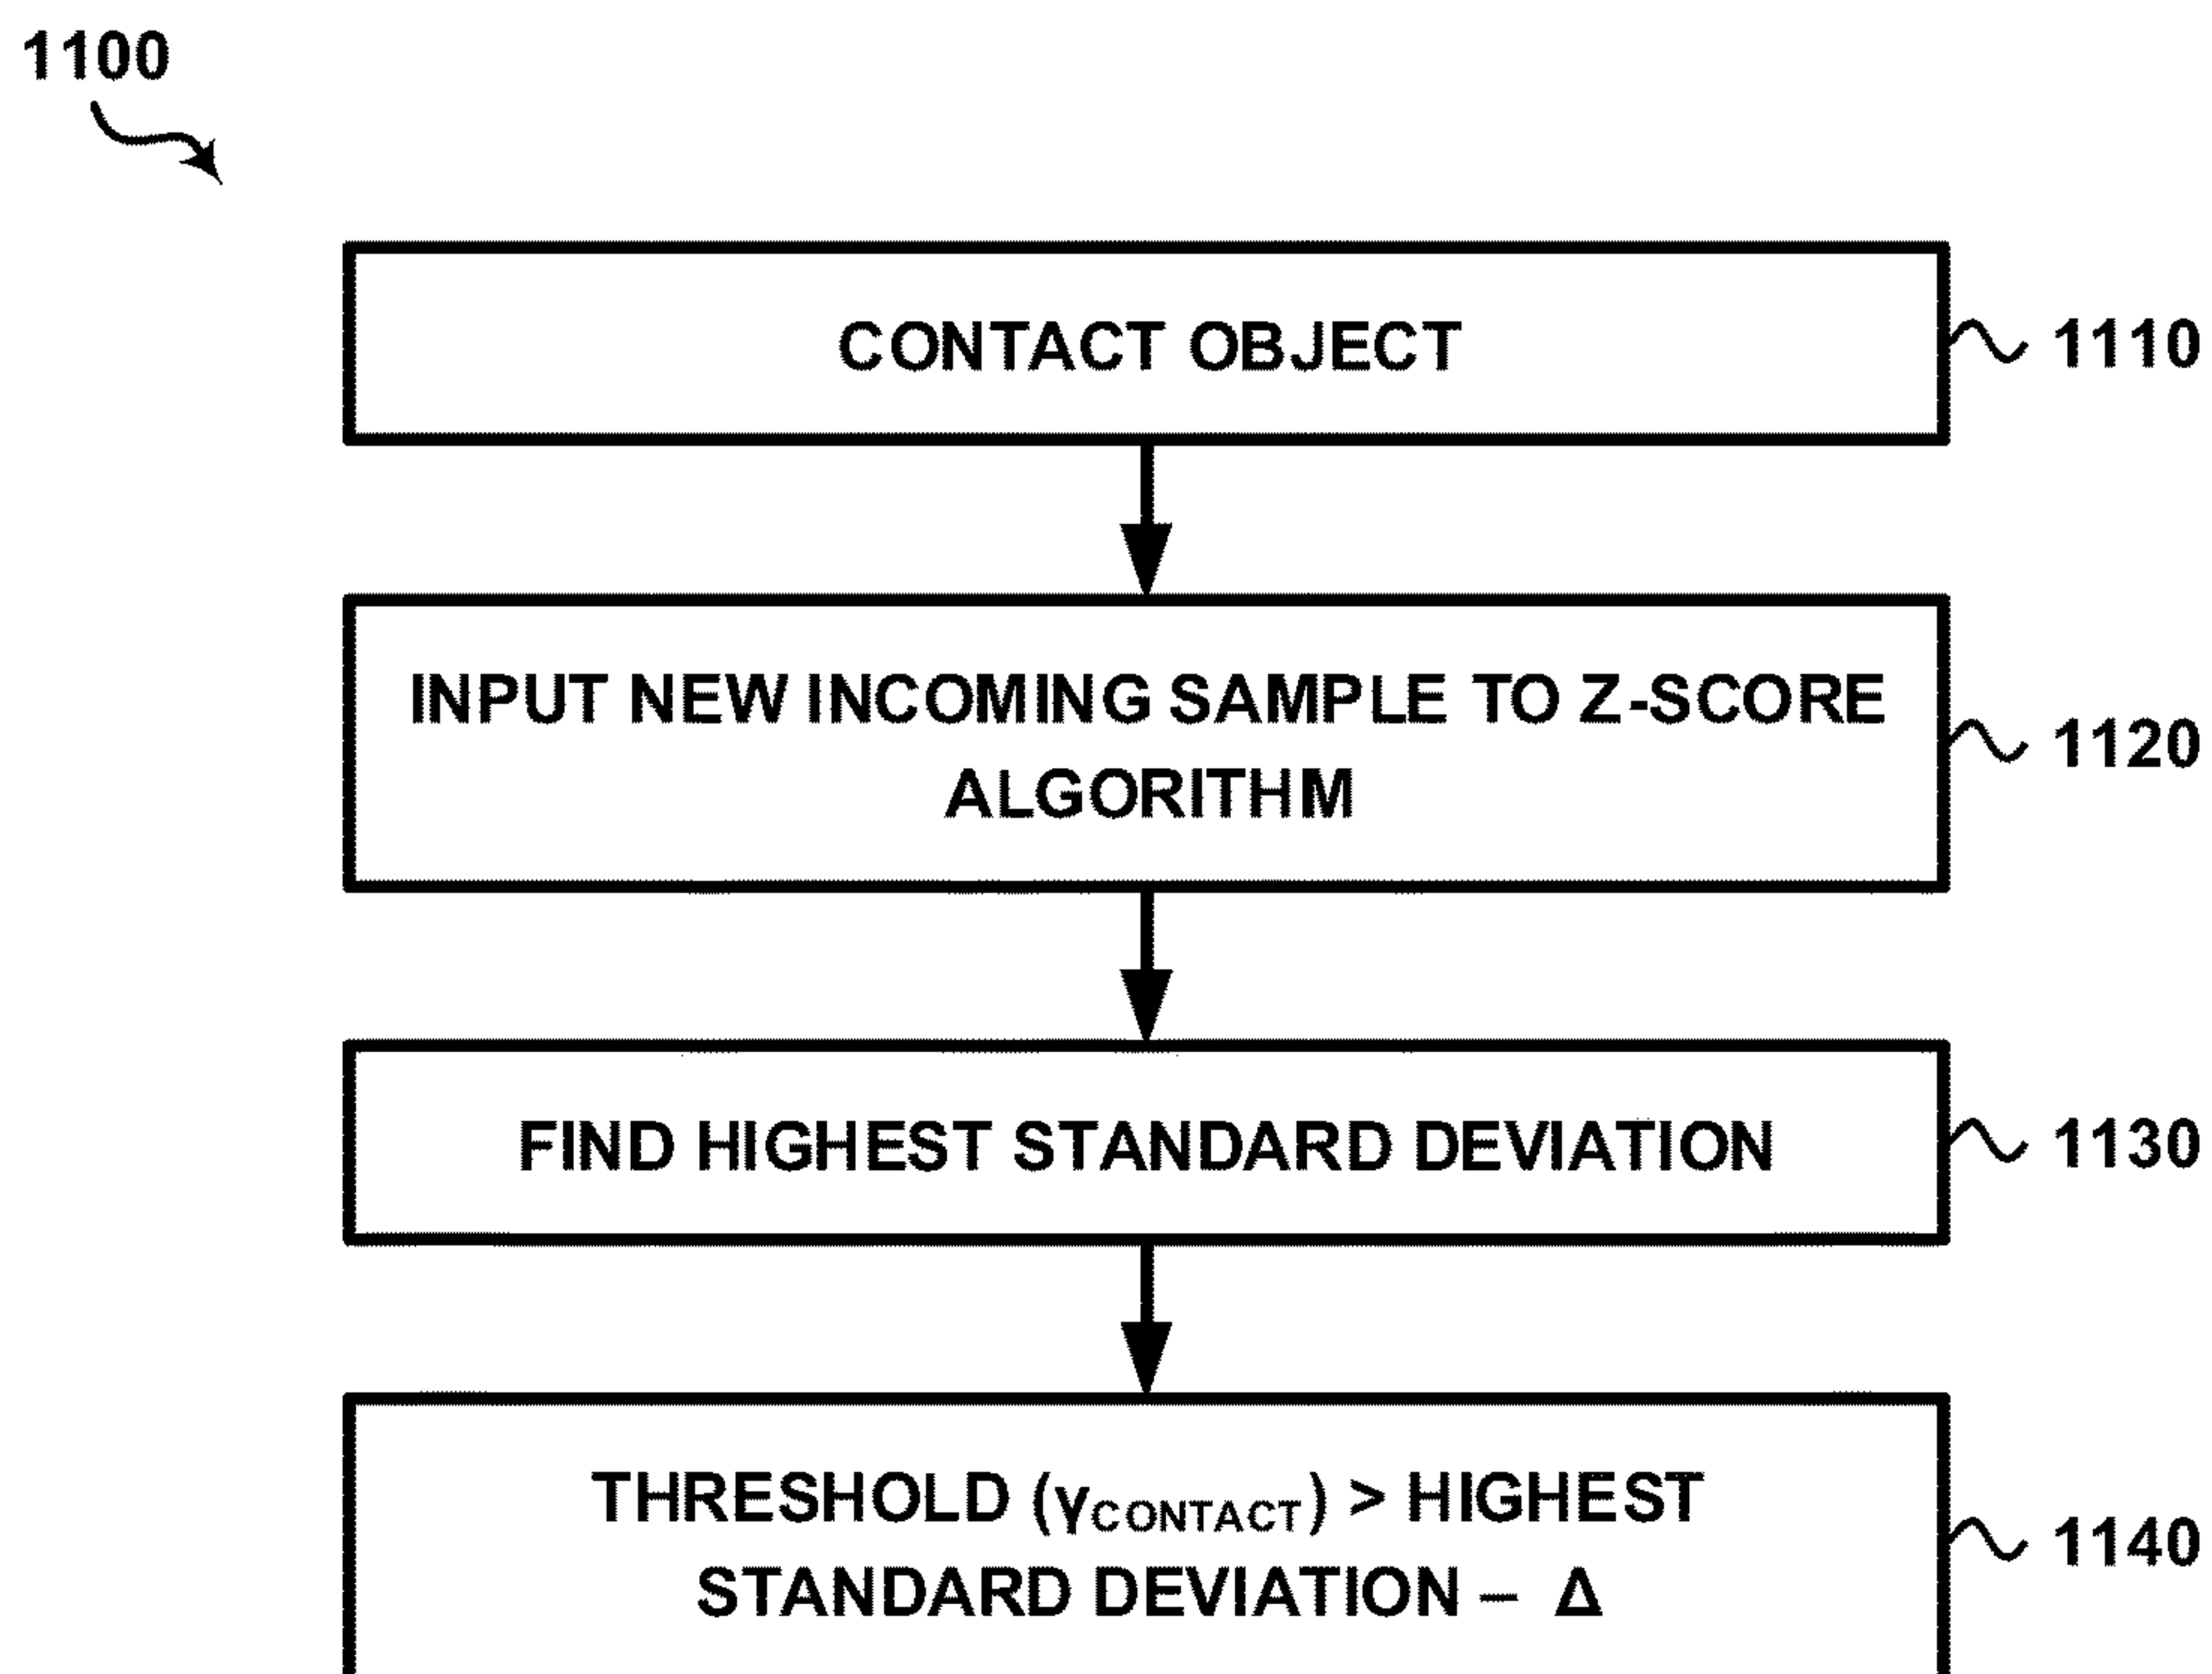 1100
CONTACT OBJECT
1110
INPUT NEW INCOMING SAMPLE TO Z-SCORE
ALGORITHM
1120
FIND HIGHEST STANDARD DEVIATION
1130
THRESHOLD (γCONTACT) > HIGHEST
STANDARD DEVIATION – Δ
1140